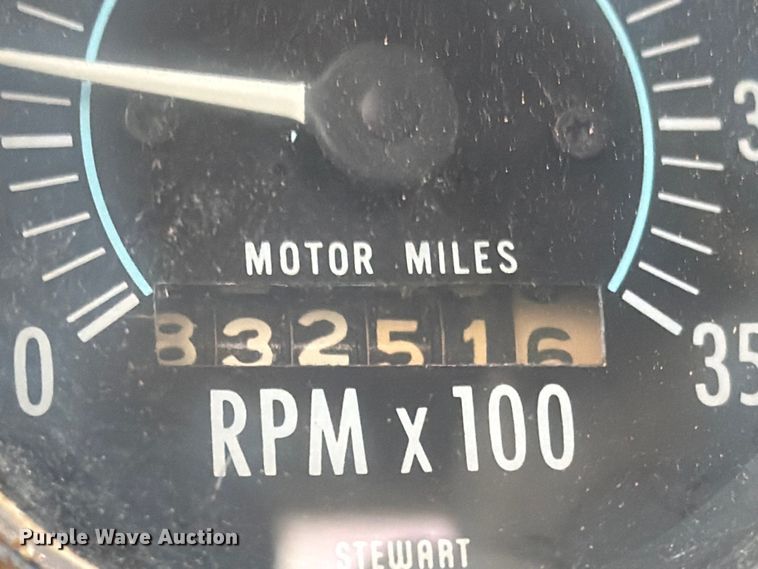 3
MOTOR MILES
832516
0
35
RPM x 100
Purple Wave Auction
STEWART